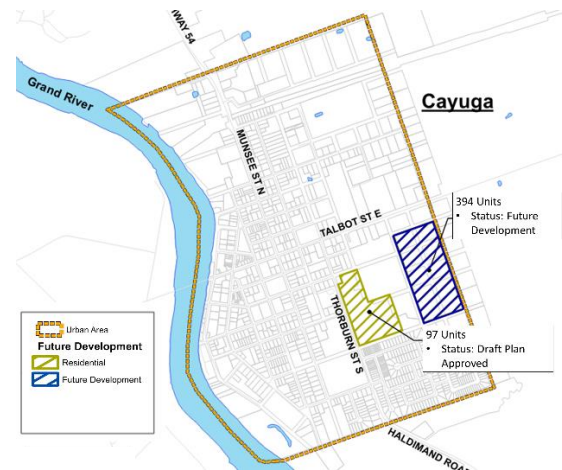 WAY 54
Grand River
Cayuga
MUNSEE ST N
394 Units
• Status: Future
Development
TALBOT ST E
THORBURN ST S
Urban Area
Future Development
Residential
Future Development
97 Units
• Status: Draft Plan
Approved
HALDIMAND ROAD